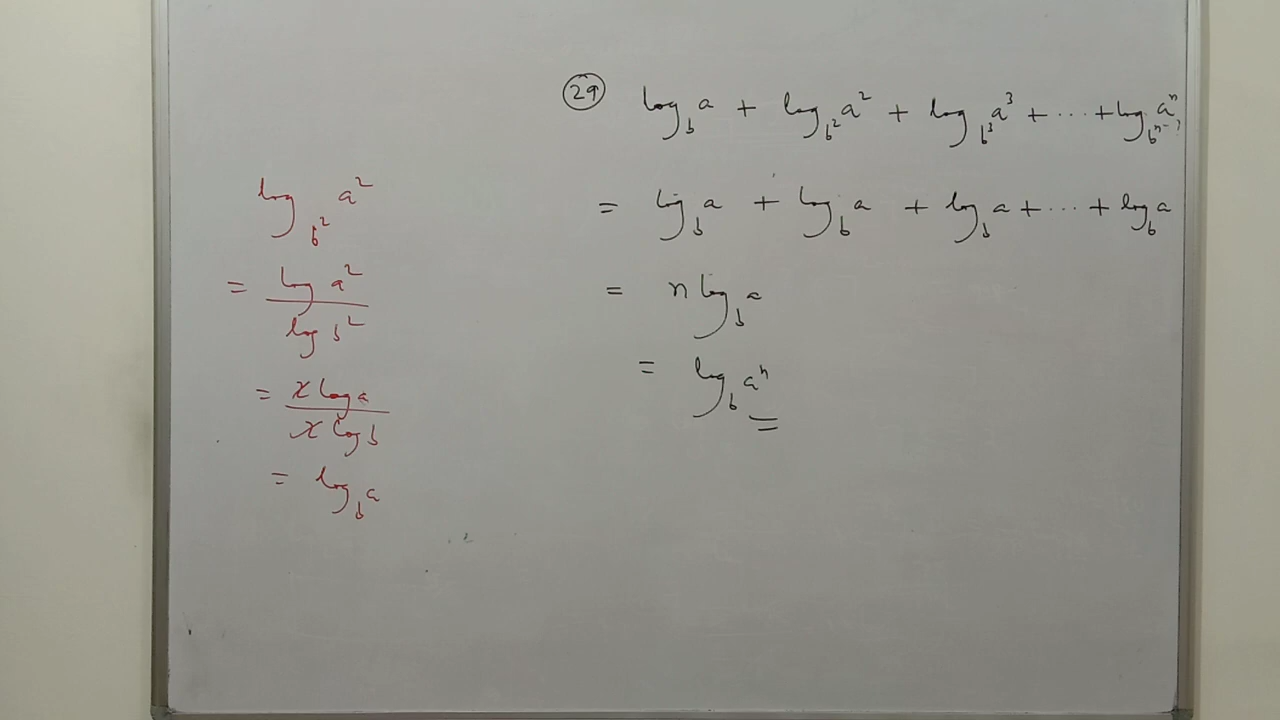 (29) log_b a + log_{b^2} a^2 + log_{b^3} a^3 + ... + log_{b^n} a^n
= log_b a + log_b a + log_b a + ... + log_b a
= n log_b a
= log_b a^n
log_{b^2} a^2
= log a^2 / log b^2
= 2 log a / 2 log b
= log_b a